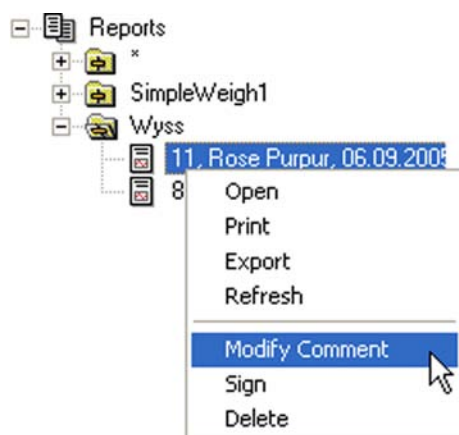 Reports
*
SimpleWeigh1
Wyss
11, Rose Purpur, 06.09.2005
8
Open
Print
Export
Refresh
Modify Comment
Sign
Delete